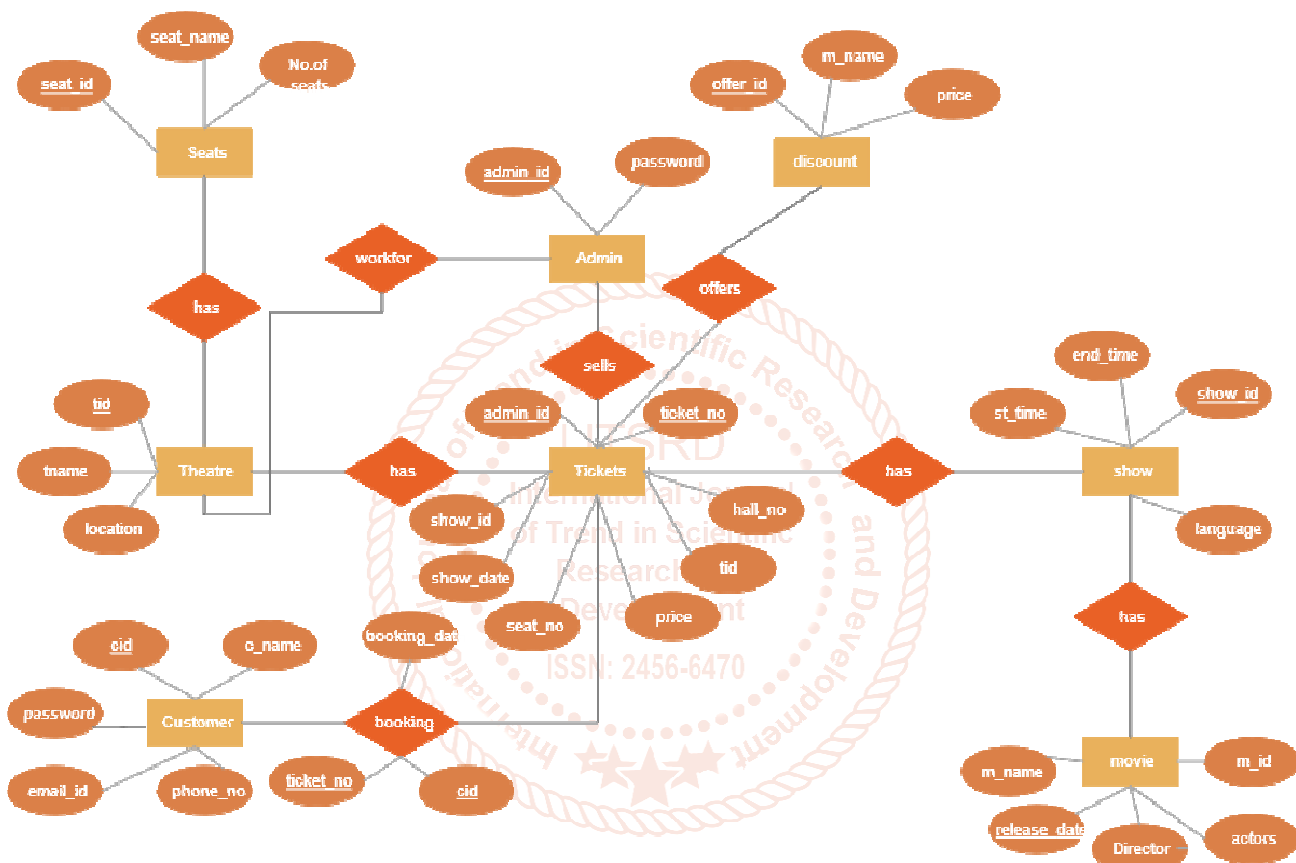 seat_name
No.of
seats
seat_id
Seats
m_name
offer_id
price
discount
admin_id
password
Admin
workfor
offers
has
sells
tid
tname
location
Theatre
has
admin_id
ticket_no
Tickets
show_id
show_date
seat_no
price
tid
hall_no
has
end_time
st_time
show_id
show
language
has
cid
c_name
password
Customer
email_id
phone_no
booking_date
booking
ticket_no
cid
m_name
movie
m_id
release_date
Director
actors
International Journal
of Trend in Scientific
Research
Development
ISSN: 2456-6470